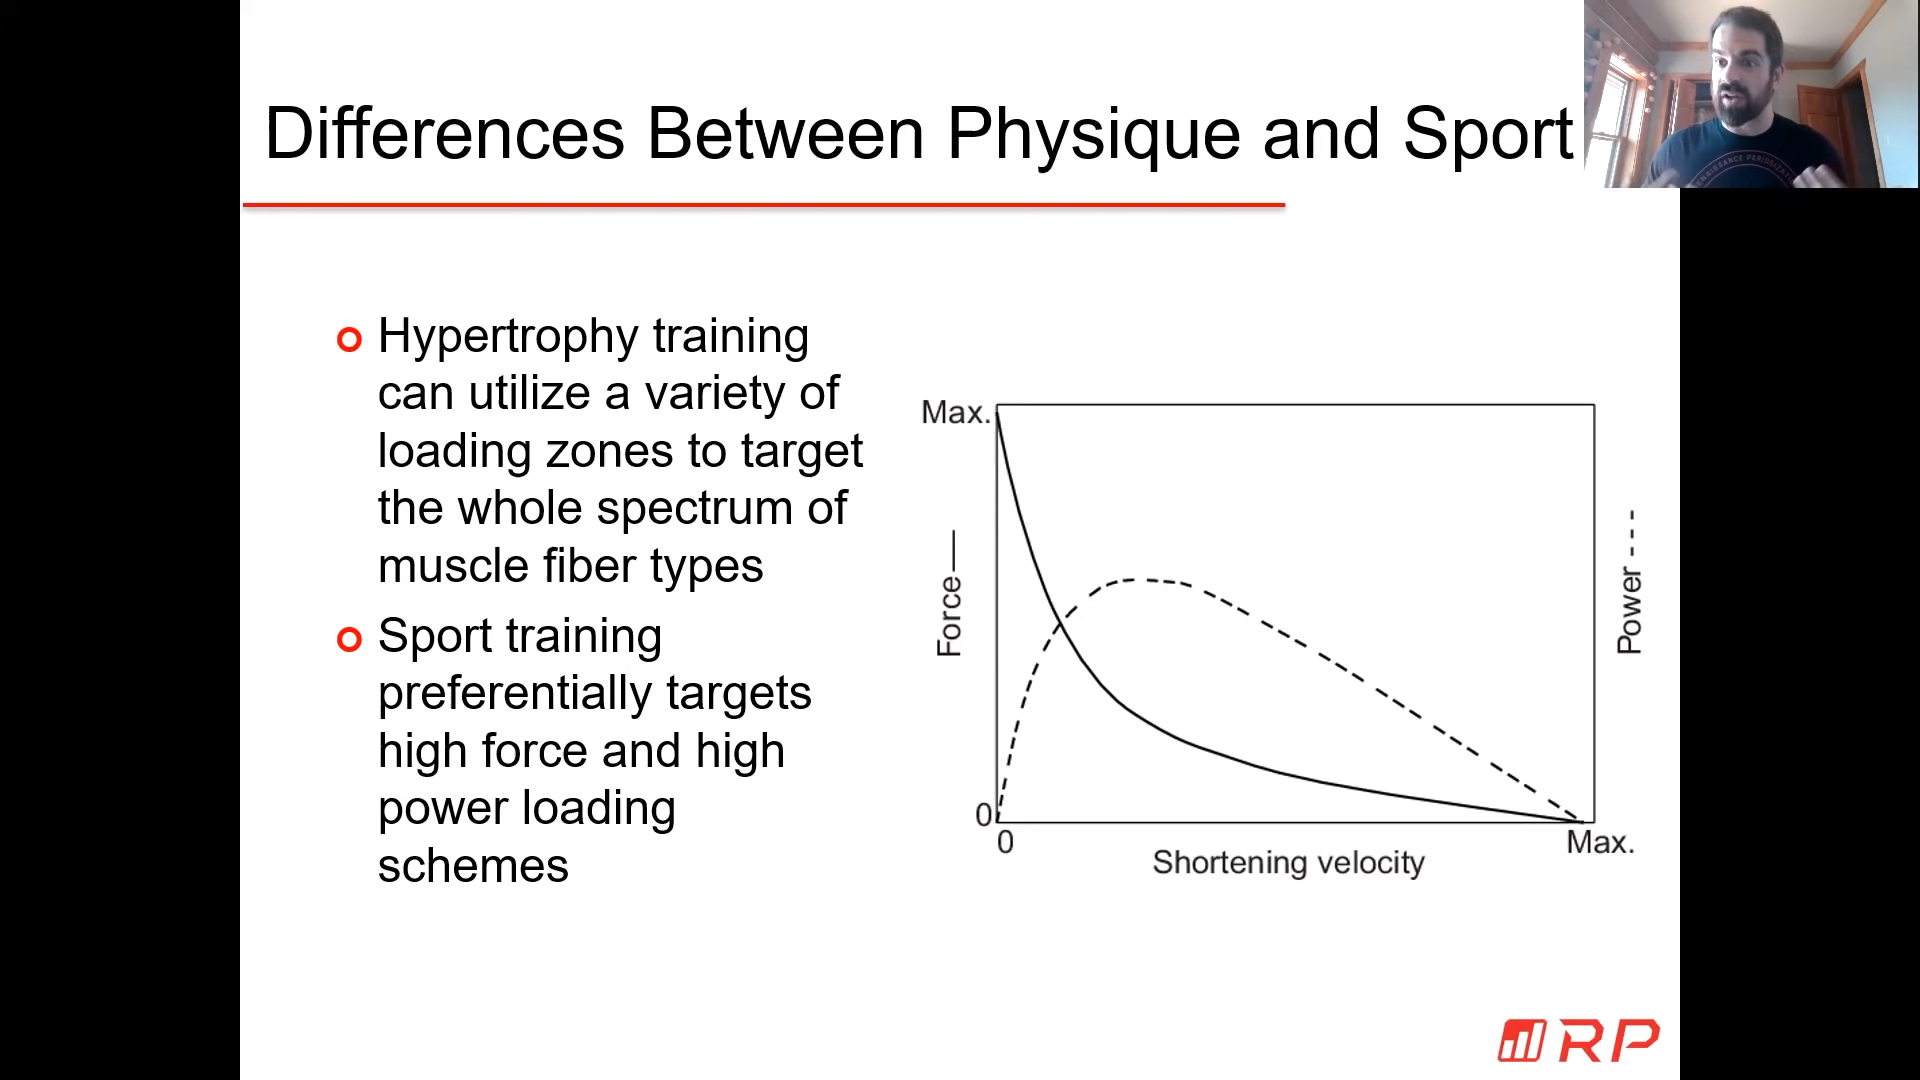 Differences Between Physique and Sport
Hypertrophy training
can utilize a variety of
loading zones to target
the whole spectrum of
muscle fiber types
Sport training
preferentially targets
high force and high
power loading
schemes
Max.
Force
Power
0
0
Max.
Shortening velocity
RP